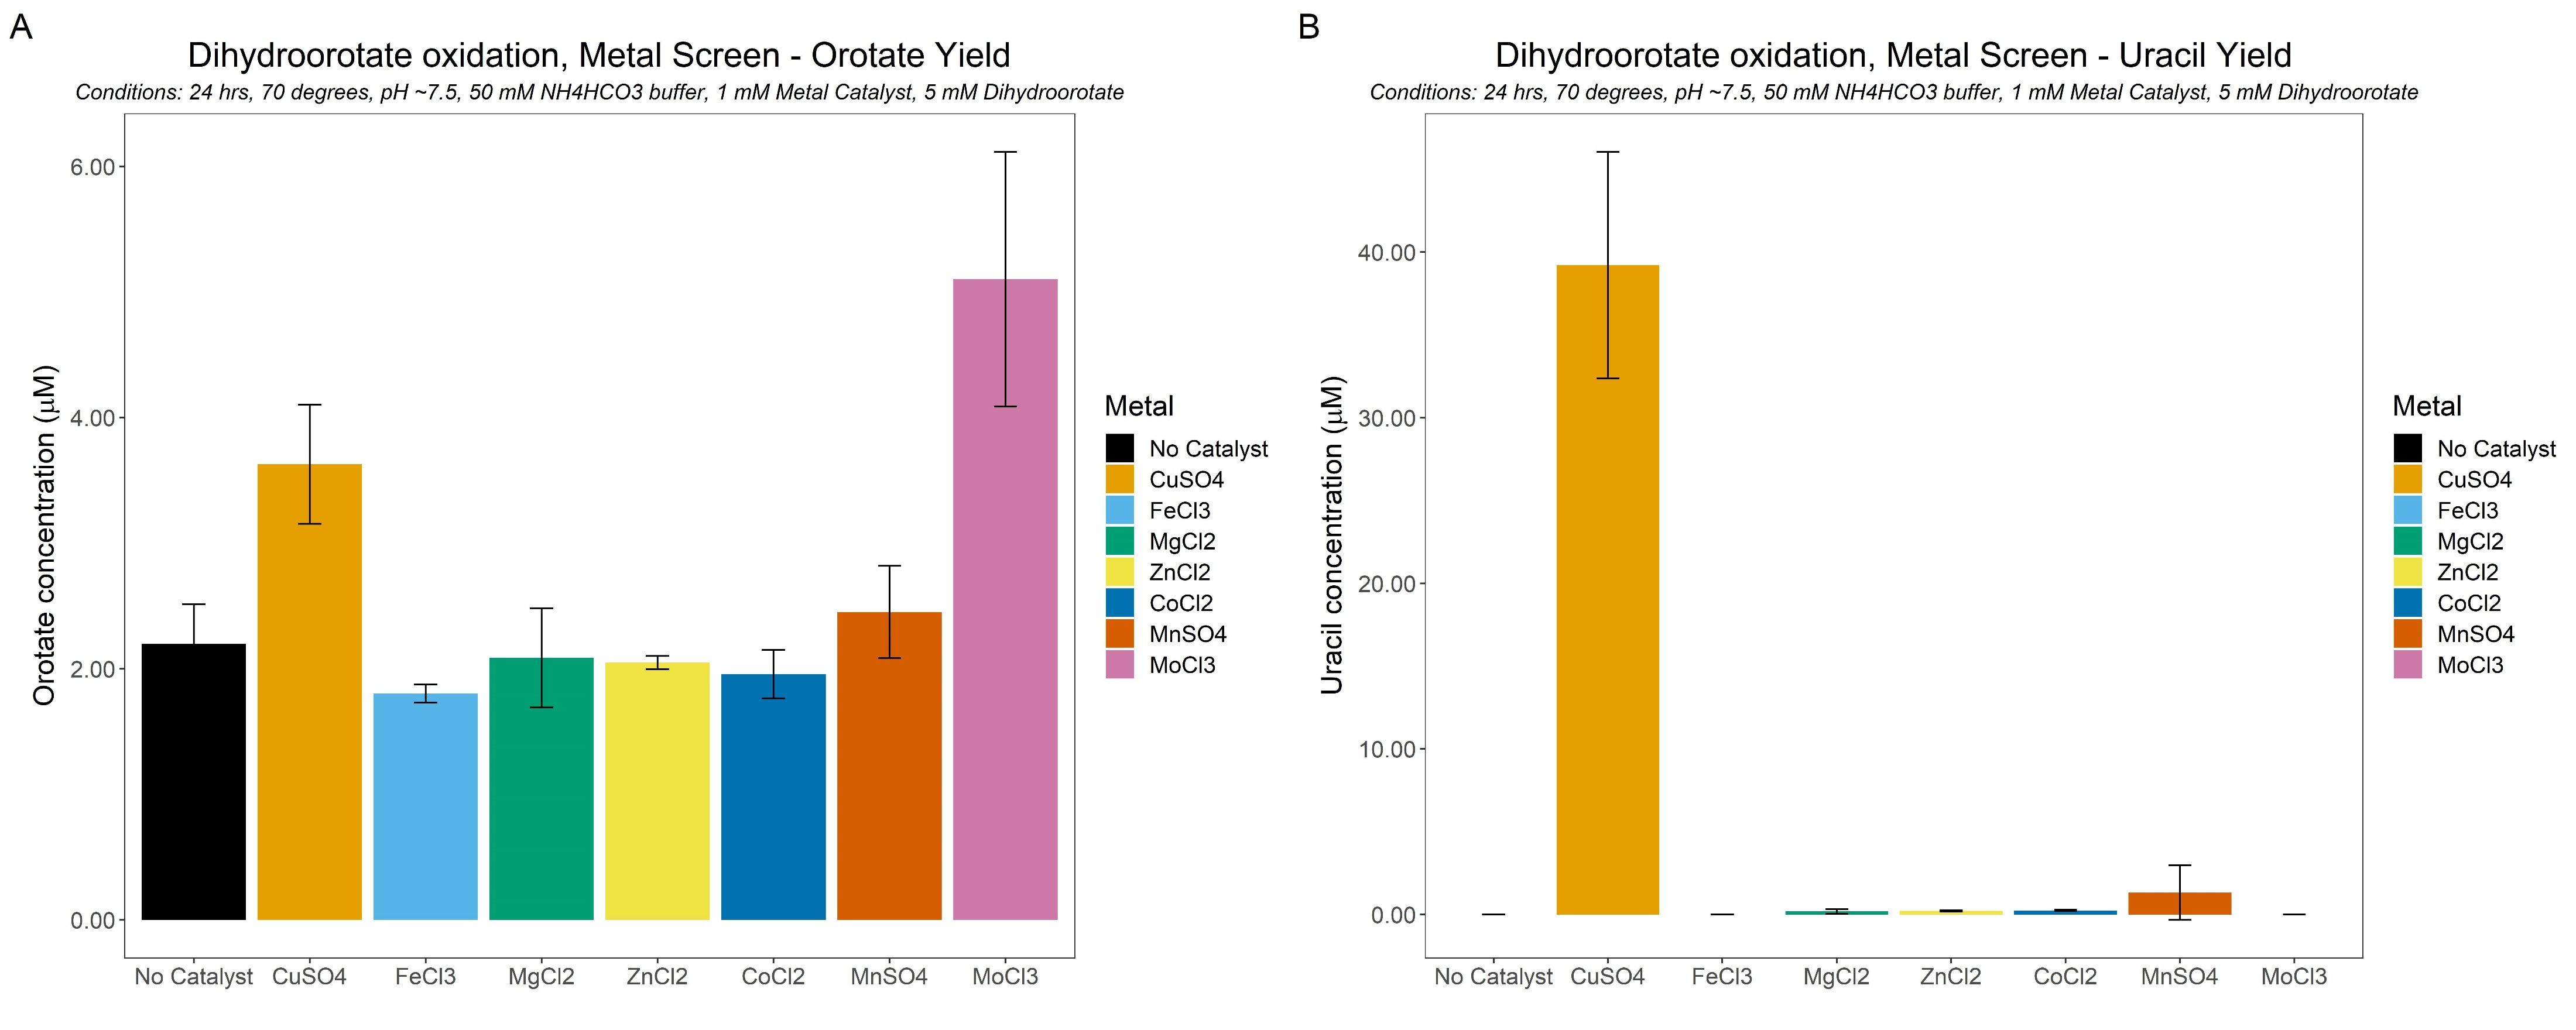 A
Dihydroorotate oxidation, Metal Screen - Orotate Yield
Conditions: 24 hrs, 70 degrees, pH ~7.5, 50 mM NH4HCO3 buffer, 1 mM Metal Catalyst, 5 mM Dihydroorotate
Orotate concentration (μM)
6.00
4.00
2.00
0.00
No Catalyst
CuSO4
FeCl3
MgCl2
ZnCl2
CoCl2
MnSO4
MoCl3
Metal
No Catalyst
CuSO4
FeCl3
MgCl2
ZnCl2
CoCl2
MnSO4
MoCl3
B
Dihydroorotate oxidation, Metal Screen - Uracil Yield
Conditions: 24 hrs, 70 degrees, pH ~7.5, 50 mM NH4HCO3 buffer, 1 mM Metal Catalyst, 5 mM Dihydroorotate
Uracil concentration (μM)
40.00
30.00
20.00
10.00
0.00
No Catalyst
CuSO4
FeCl3
MgCl2
ZnCl2
CoCl2
MnSO4
MoCl3
Metal
No Catalyst
CuSO4
FeCl3
MgCl2
ZnCl2
CoCl2
MnSO4
MoCl3